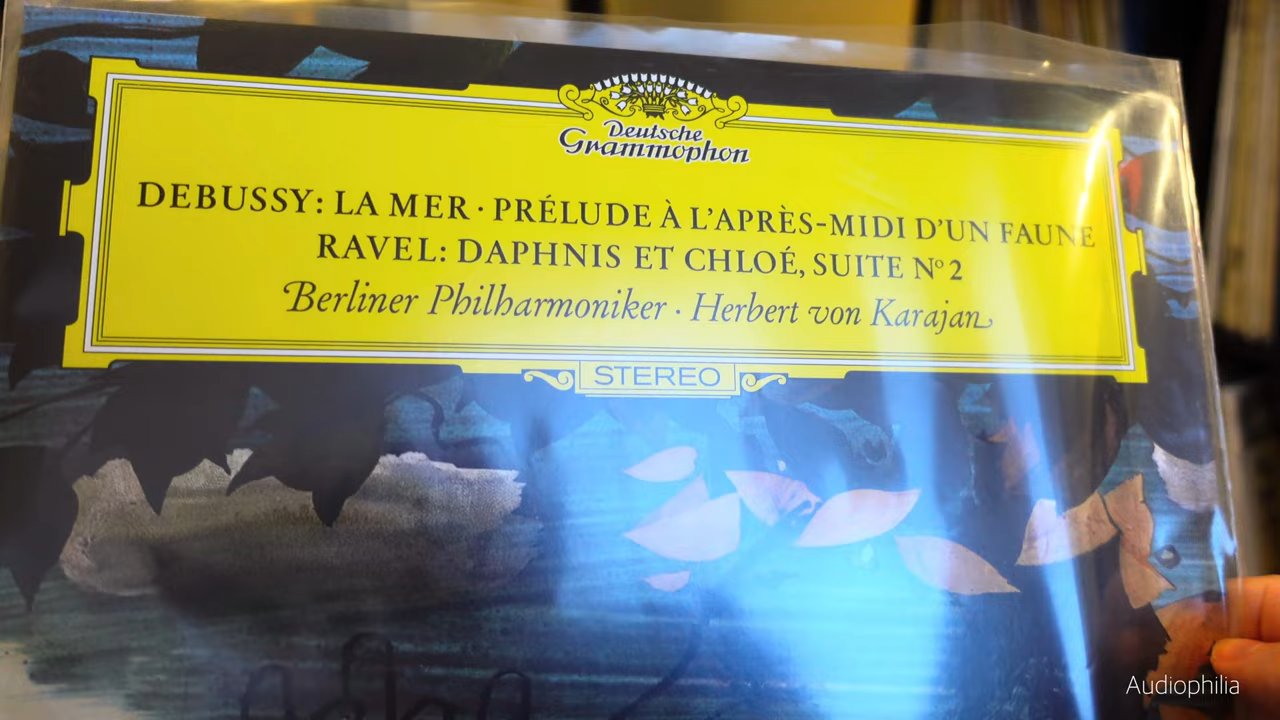 Deutsche
Grammophon
DEBUSSY: LA MER · PRÉLUDE À L'APRÈS-MIDI D'UN FAUNE
RAVEL: DAPHNIS ET CHLOÉ, SUITE Nº 2
Berliner Philharmoniker · Herbert von Karajan
STEREO
Audiophilia